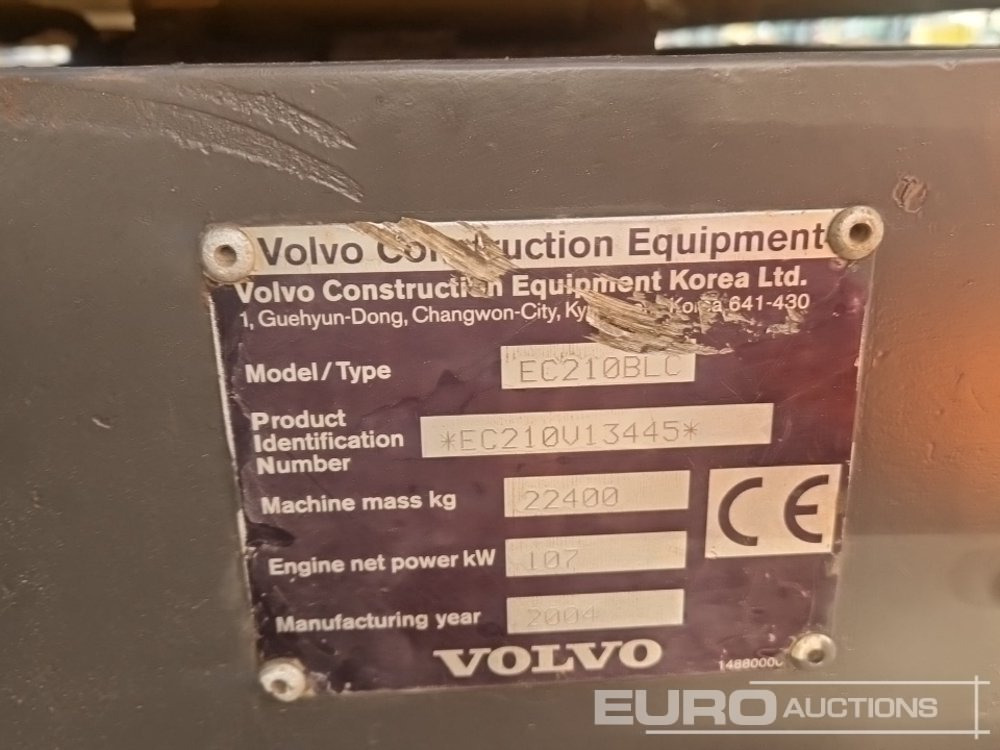 Volvo Construction Equipment
Volvo Construction Equipment Korea Ltd.
1, Guehyun-Dong, Changwon-City, Korea 641-430
Model/Type EC210BLC
Product
Identification
Number *EC210V13445*
Machine mass kg 22400
CE
Engine net power kW 107
Manufacturing year 2004
VOLVO
EURO AUCTIONS